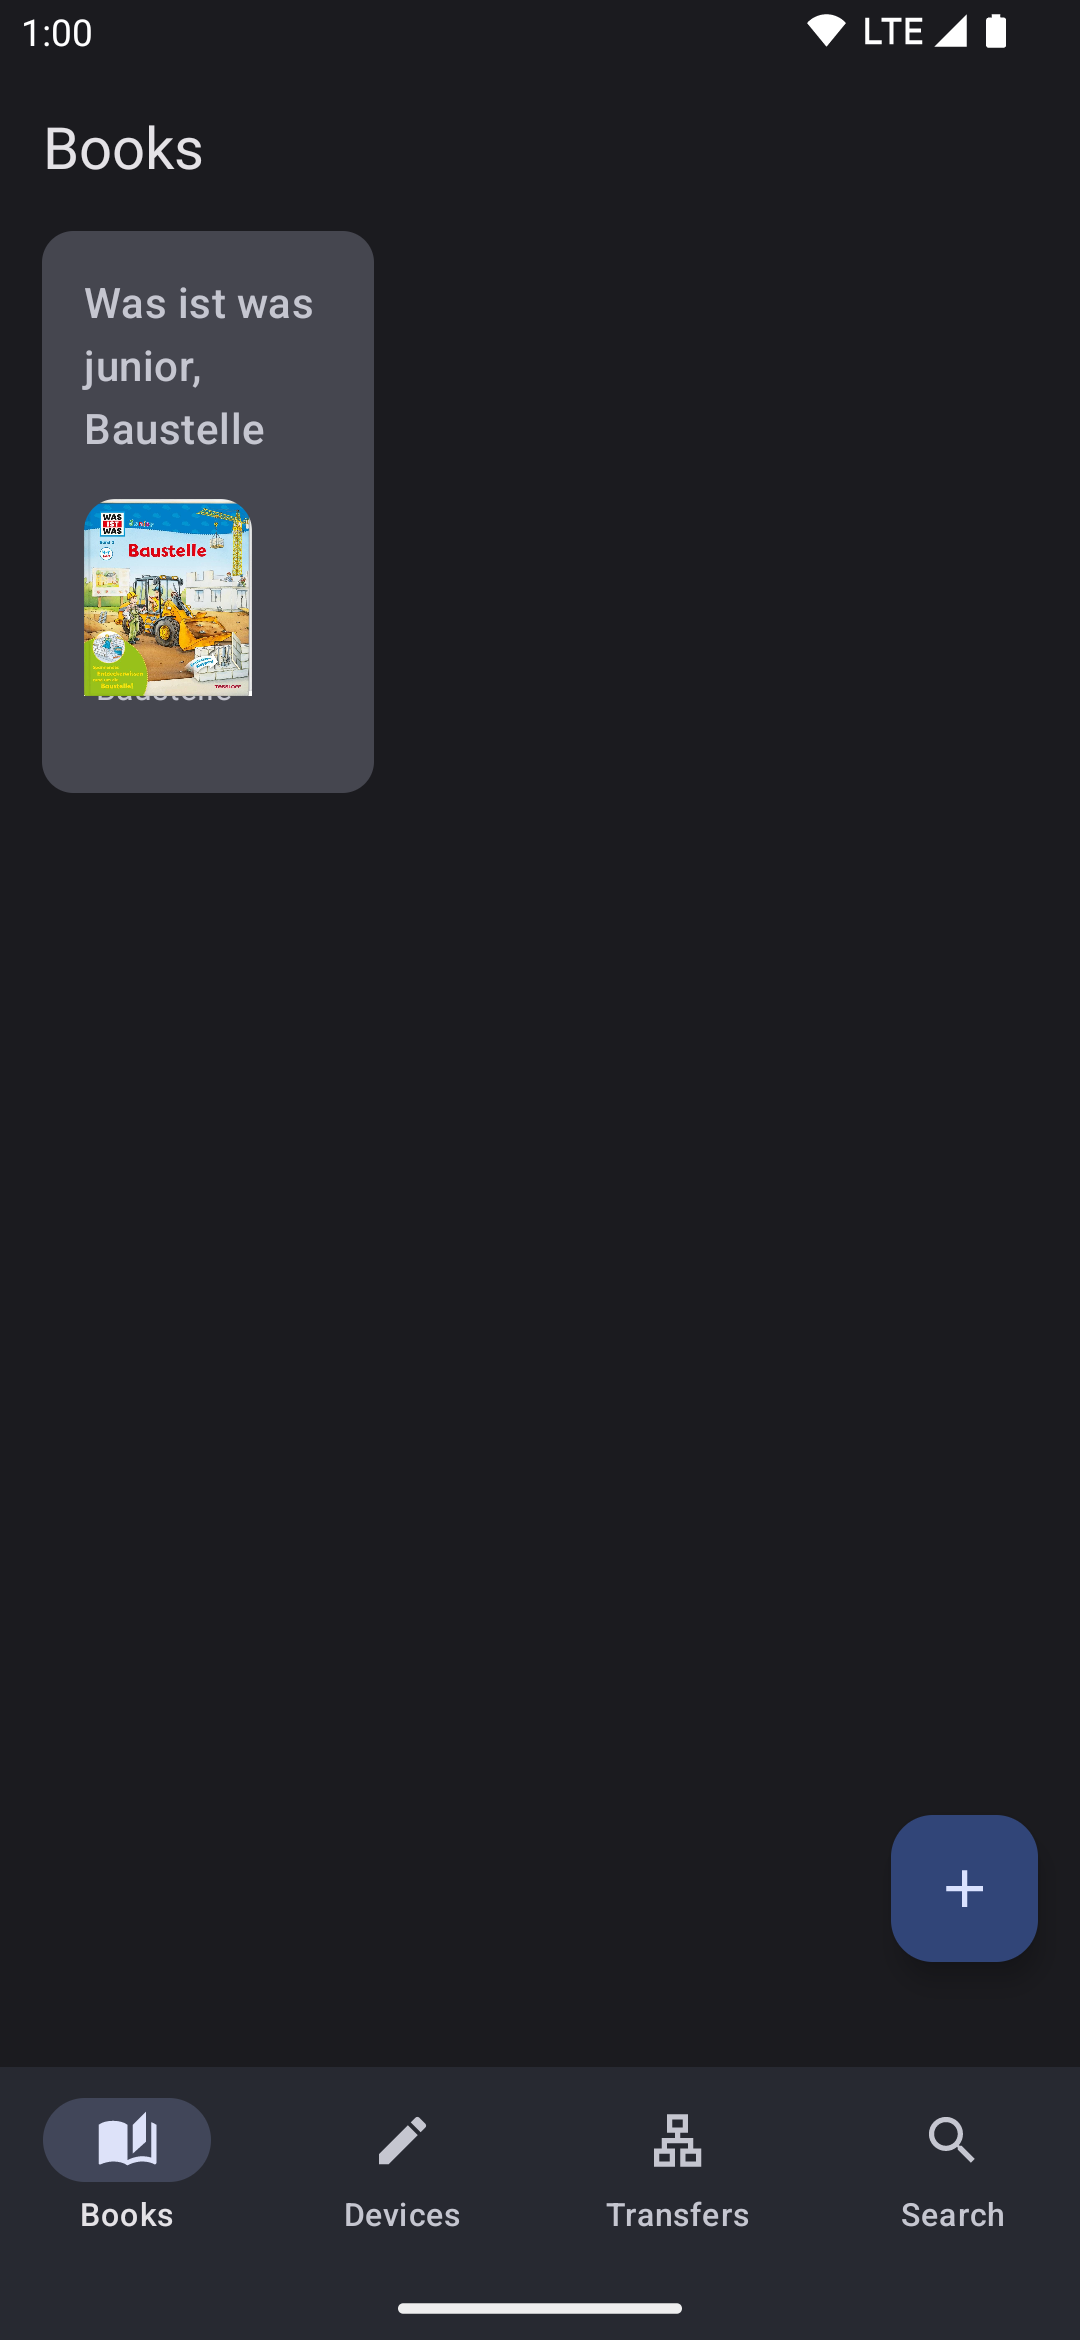 1:00
LTE
Books
Was ist was
junior,
Baustelle
WAS
IST
WAS
junior
Baustelle
TESSLOFF
Baustelle
Books
Devices
Transfers
Search